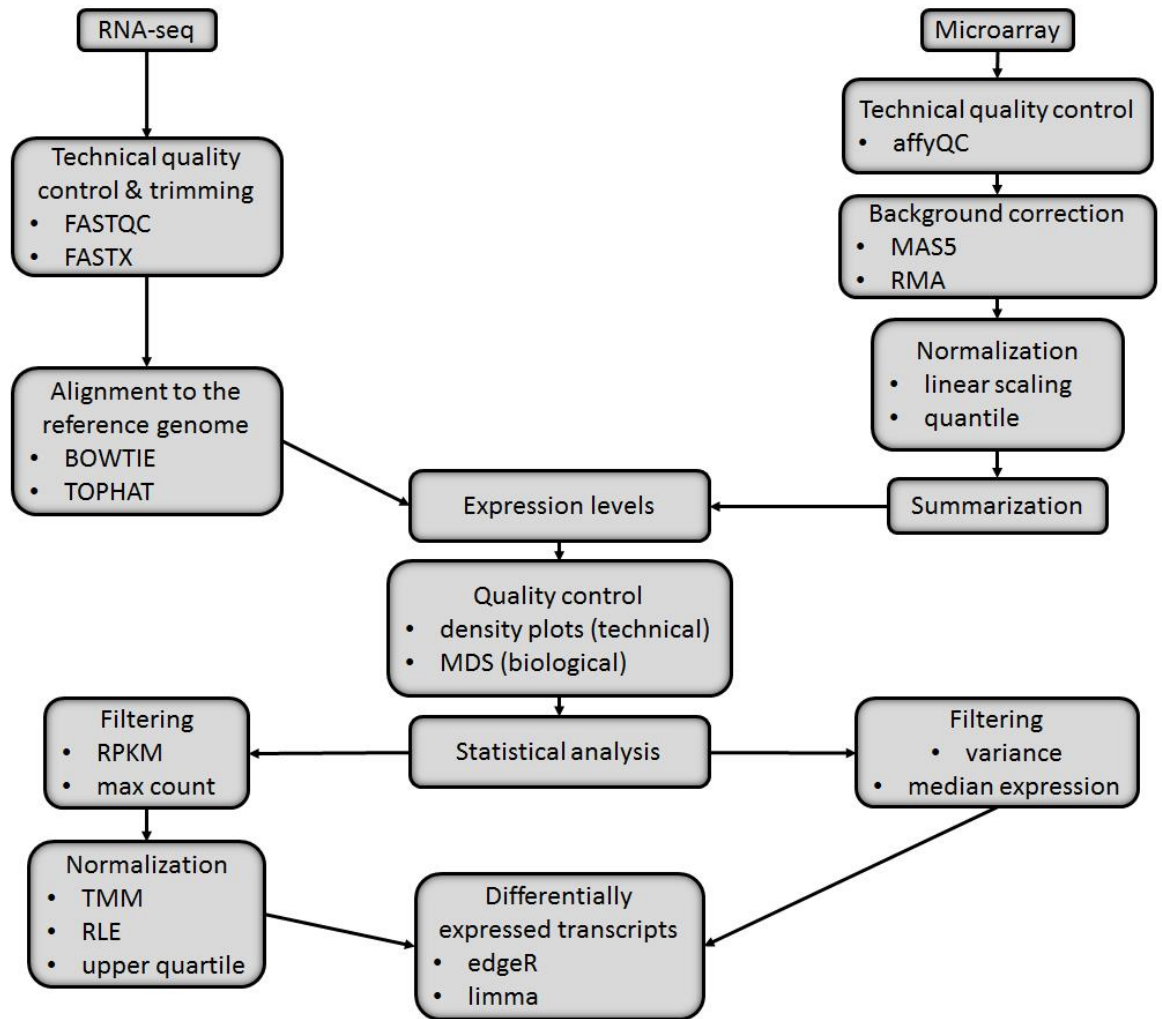 RNA-seq
Microarray
Technical quality control
• affyQC
Technical quality
control & trimming
• FASTQC
• FASTX
Background correction
• MAS5
• RMA
Normalization
• linear scaling
• quantile
Alignment to the
reference genome
• BOWTIE
• TOPHAT
Expression levels
Summarization
Quality control
• density plots (technical)
• MDS (biological)
Statistical analysis
Filtering
• RPKM
• max count
Filtering
• variance
• median expression
Normalization
• TMM
• RLE
• upper quartile
Differentially
expressed transcripts
• edgeR
• limma